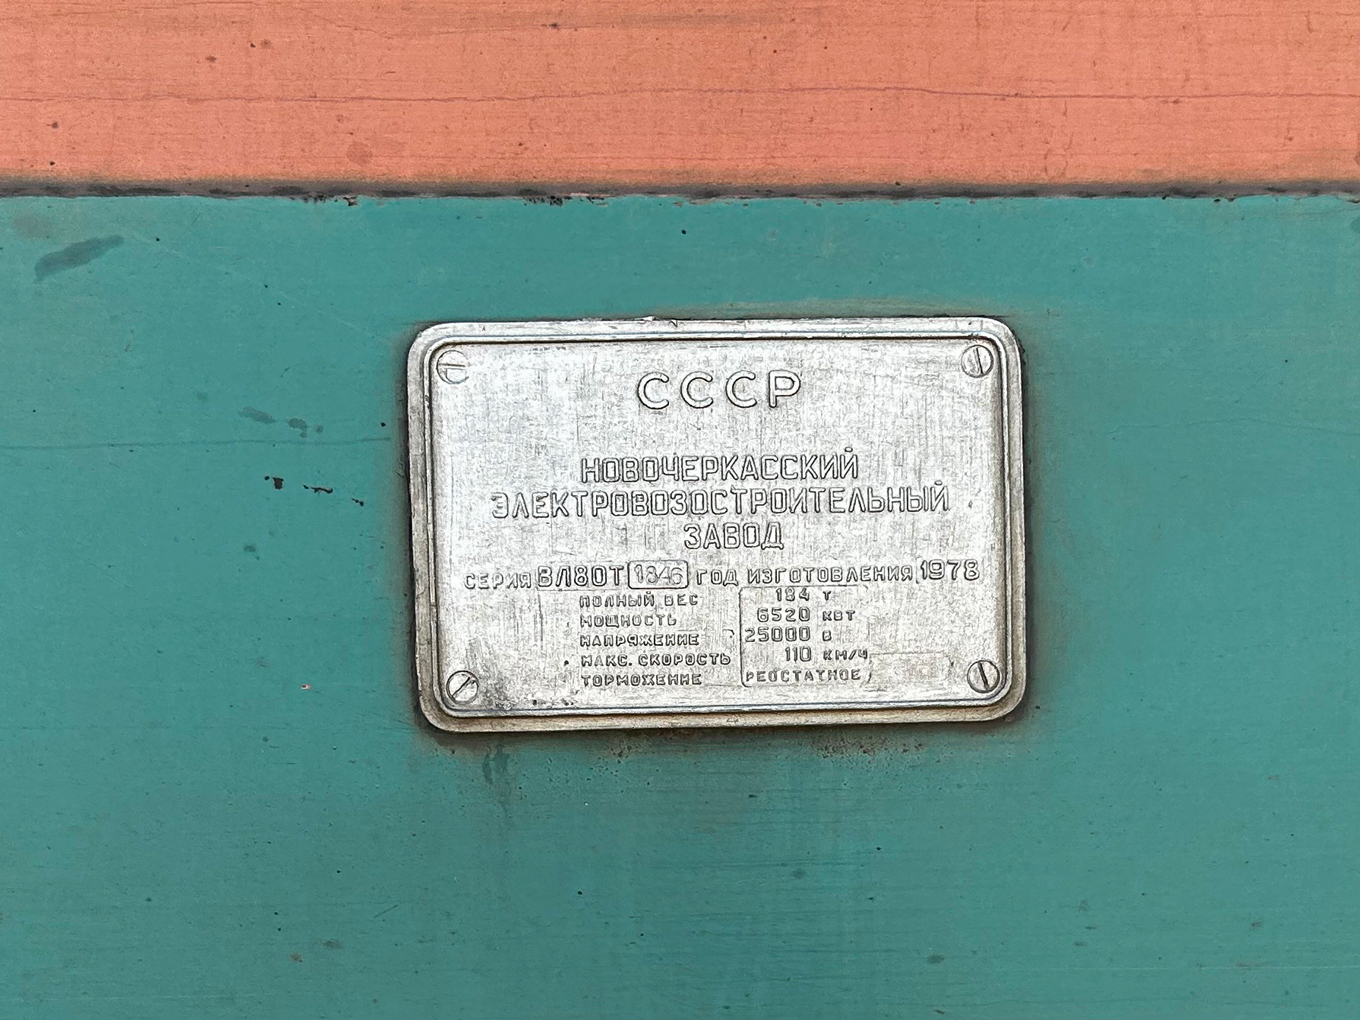 СССР
НОВОЧЕРКАССКИЙ
ЭЛЕКТРОВОЗОСТРОИТЕЛЬНЫЙ
ЗАВОД
СЕРИЯ ВЛ80Т 1846 ГОД ИЗГОТОВЛЕНИЯ 1978
ПОЛНЫЙ ВЕС 184 Т
МОЩНОСТЬ 6520 КВТ
НАПРЯЖЕНИЕ 25000 В
МАКС. СКОРОСТЬ 110 КМ/Ч
ТОРМОЖЕНИЕ РЕОСТАТНОЕ